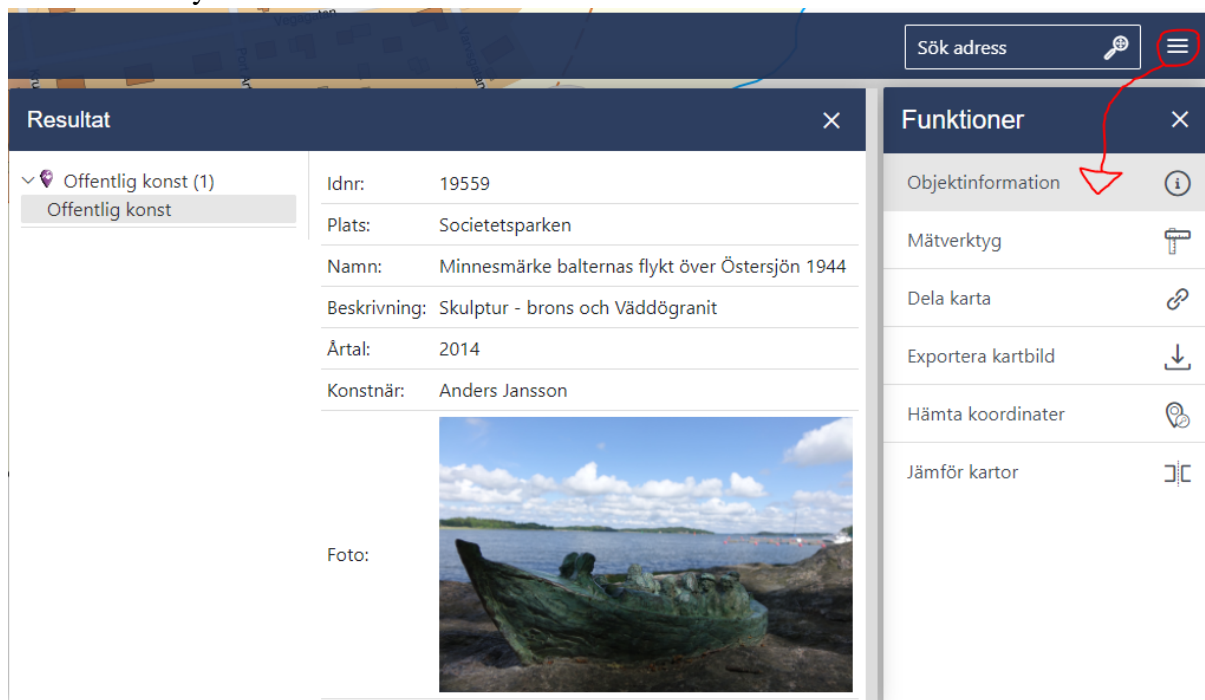 Sök adress
Resultat
Funktioner
Offentlig konst (1)
Offentlig konst
Idnr: 19559
Plats: Societetsparken
Namn: Minnesmärke balternas flykt över Östersjön 1944
Beskrivning: Skulptur - brons och Väddögranit
Årtal: 2014
Konstnär: Anders Jansson
Foto:
Objektinformation
Mätverktyg
Dela karta
Exportera kartbild
Hämta koordinater
Jämför kartor